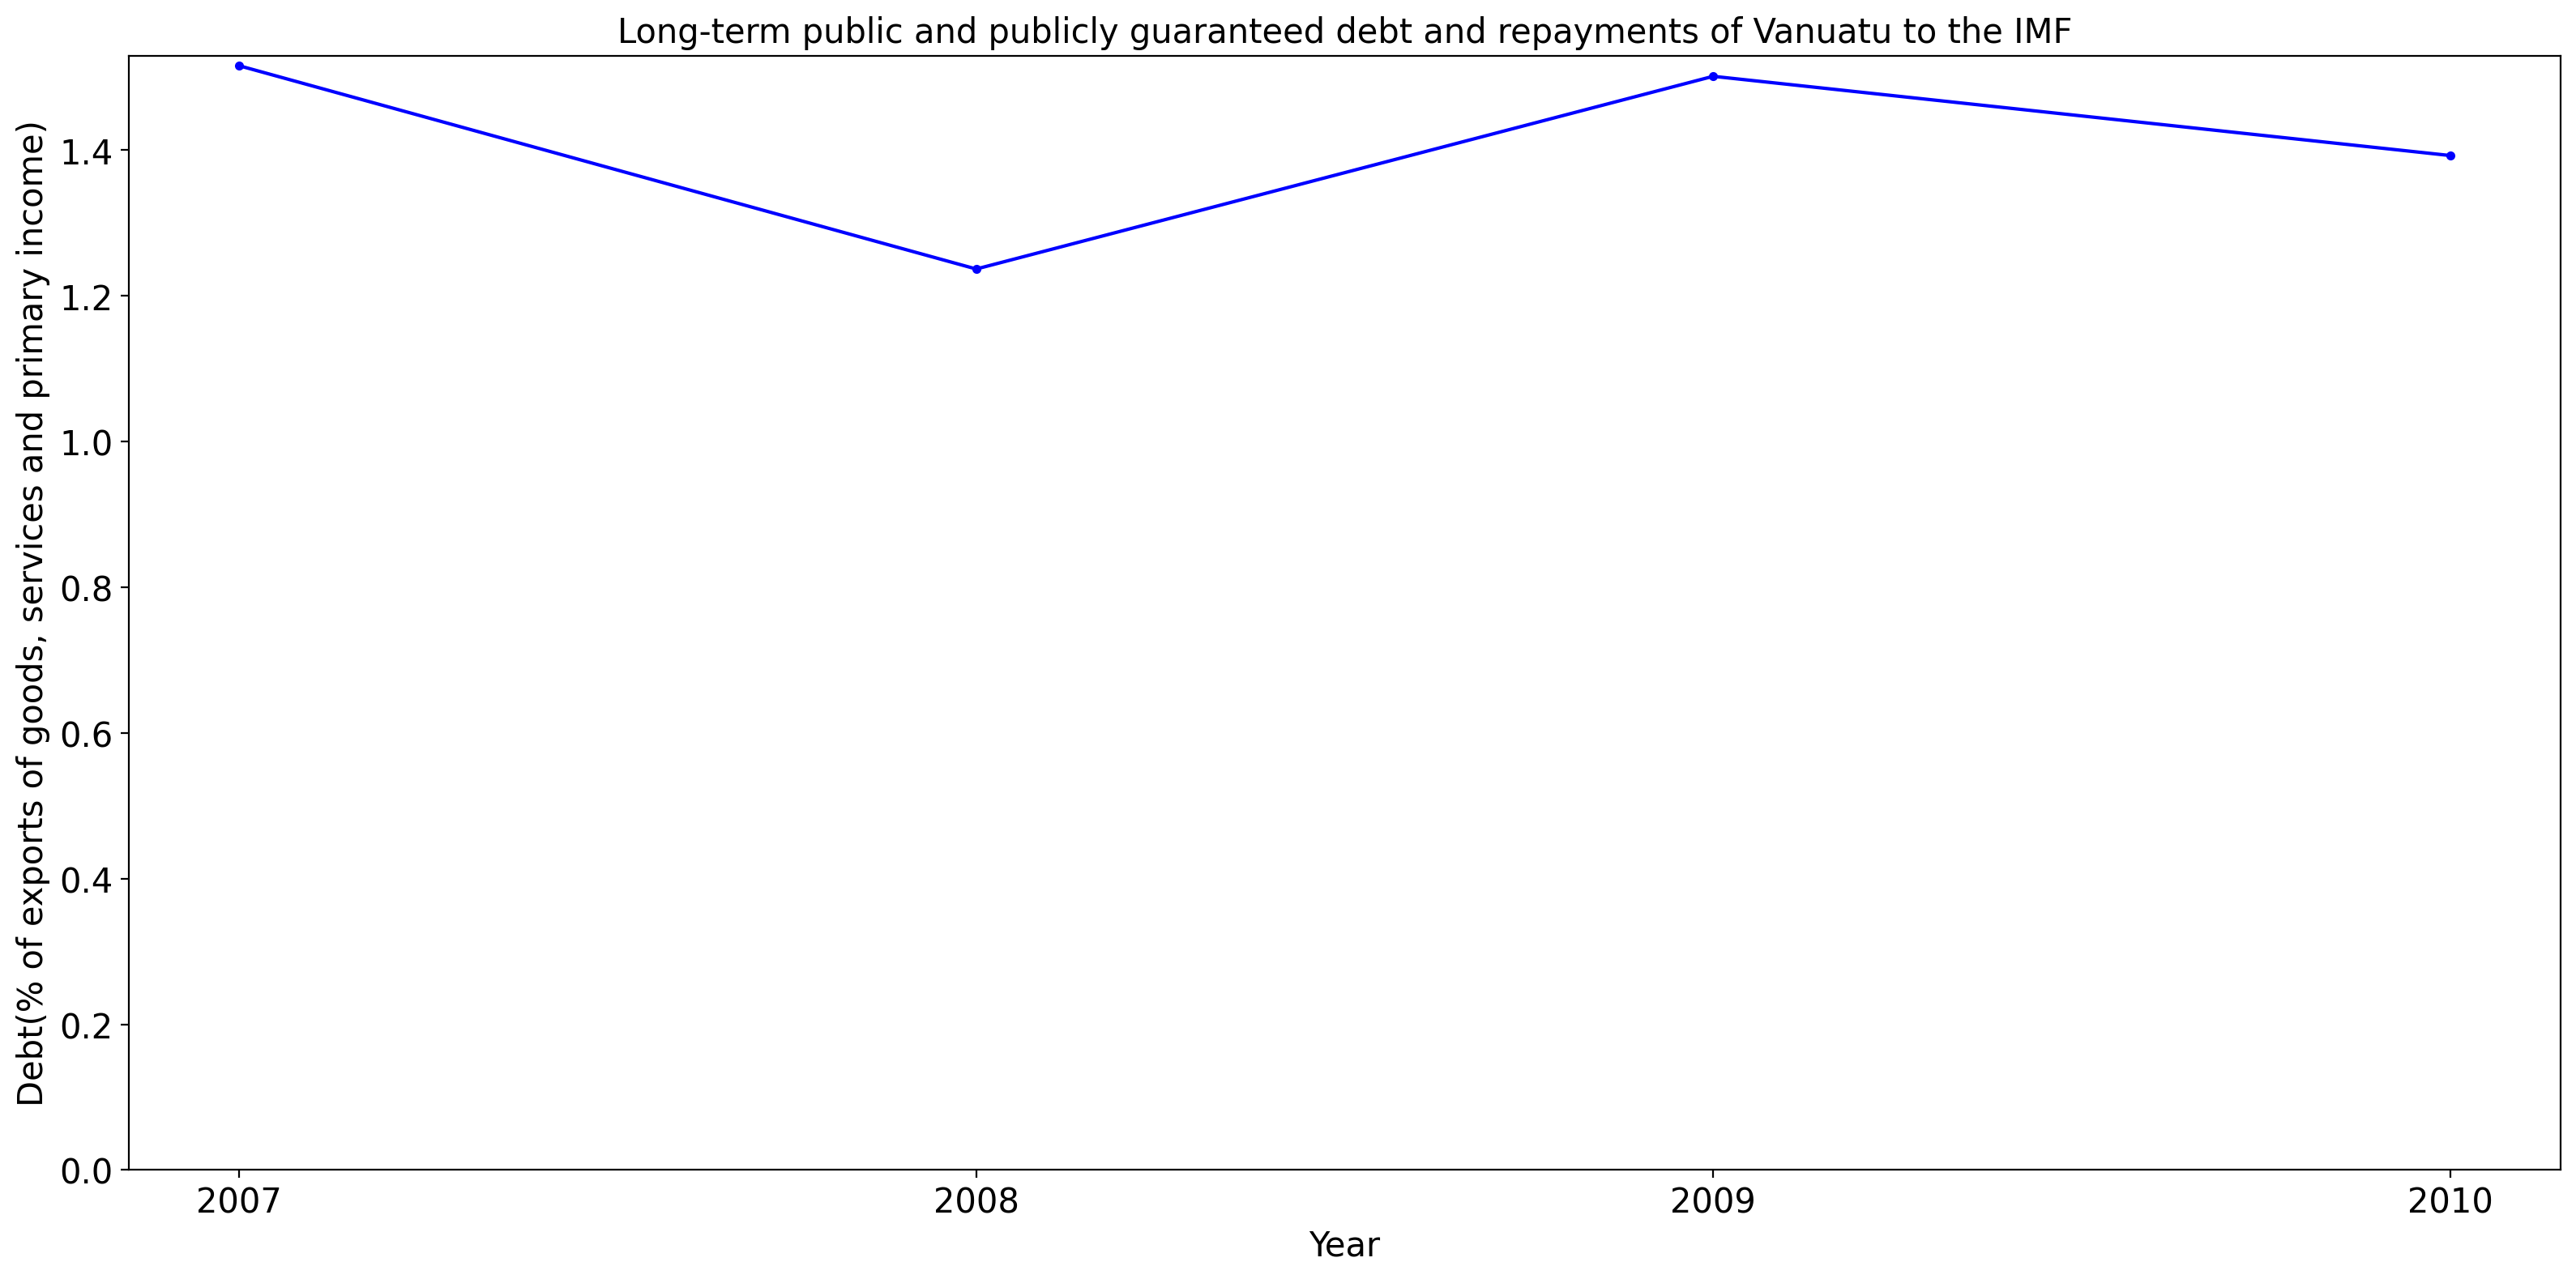 Long-term public and publicly guaranteed debt and repayments of Vanuatu to the IMF
Debt(% of exports of goods, services and primary income)
1.4
1.2
1.0
0.8
0.6
0.4
0.2
0.0
2007 2008 2009 2010
Year